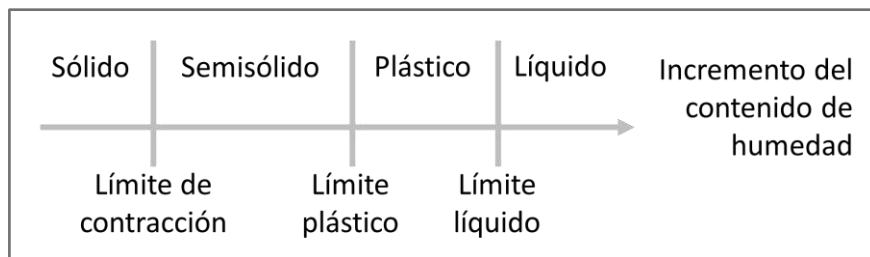 Sólido
Semisólido
Plástico
Líquido
Incremento del
contenido de
humedad
Límite de
contracción
Límite
plástico
Límite
líquido